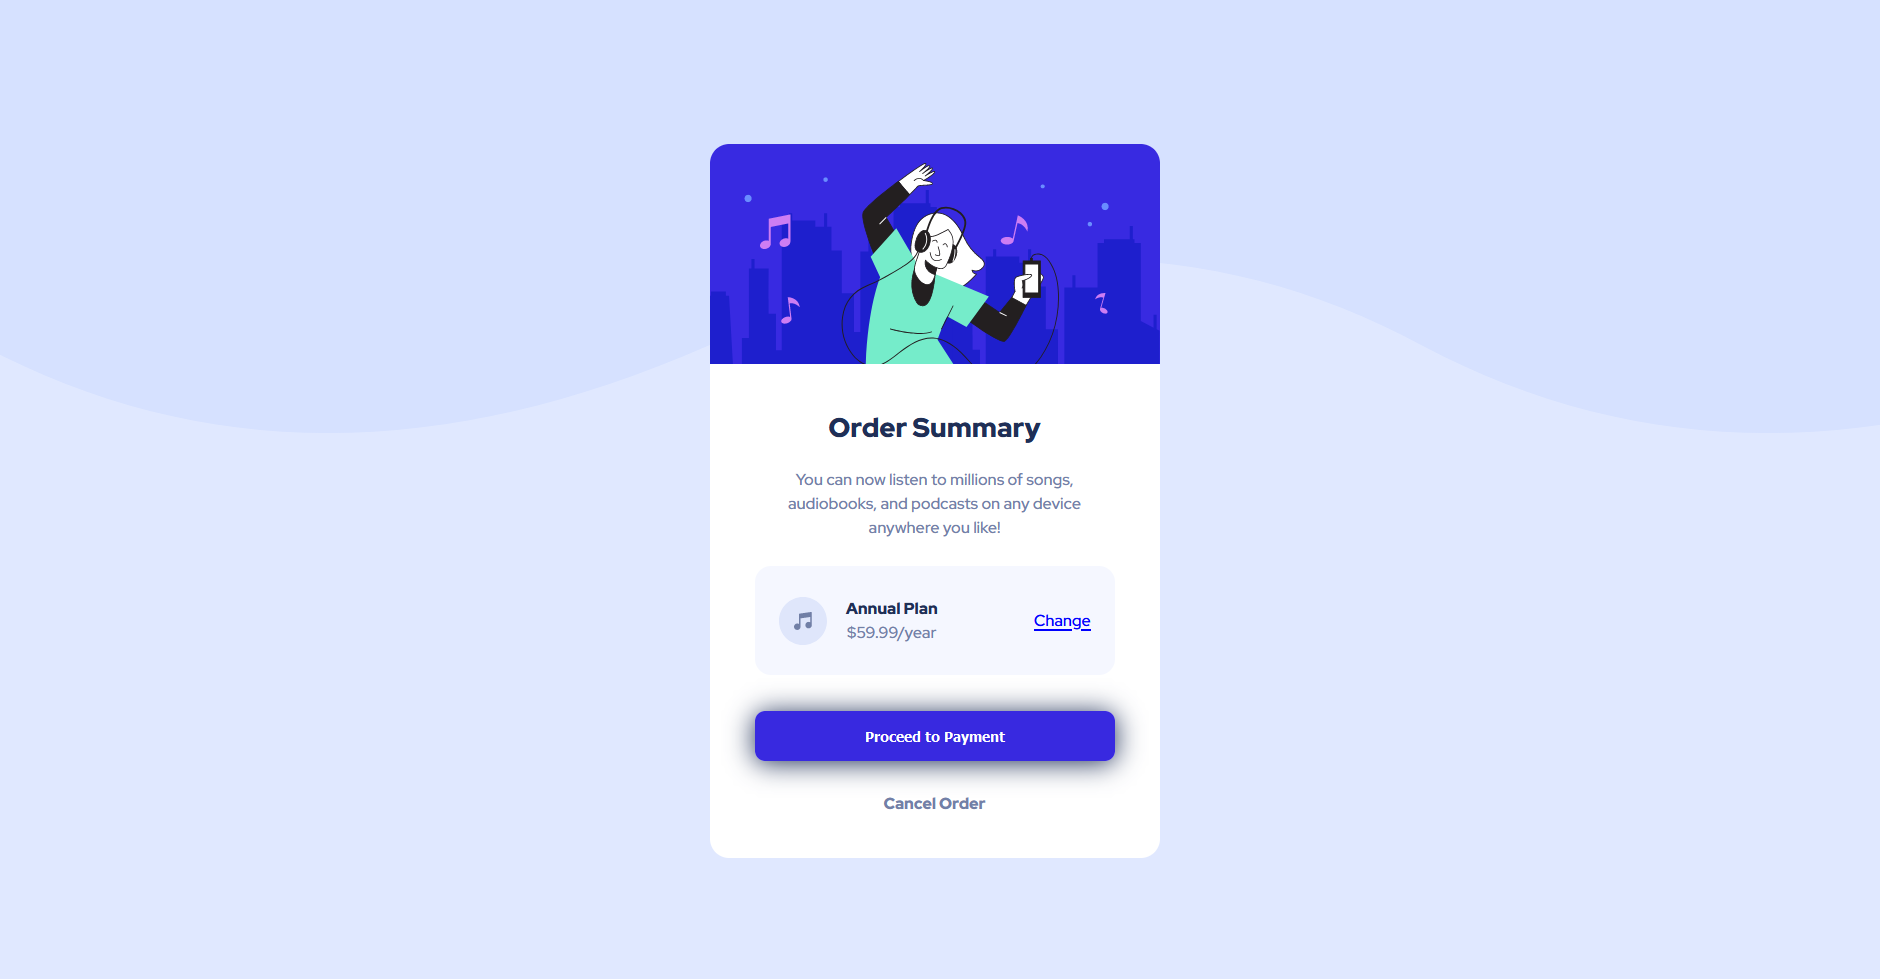 Order Summary
You can now listen to millions of songs,
audiobooks, and podcasts on any device
anywhere you like!
Annual Plan
$59.99/year
Change
Proceed to Payment
Cancel Order